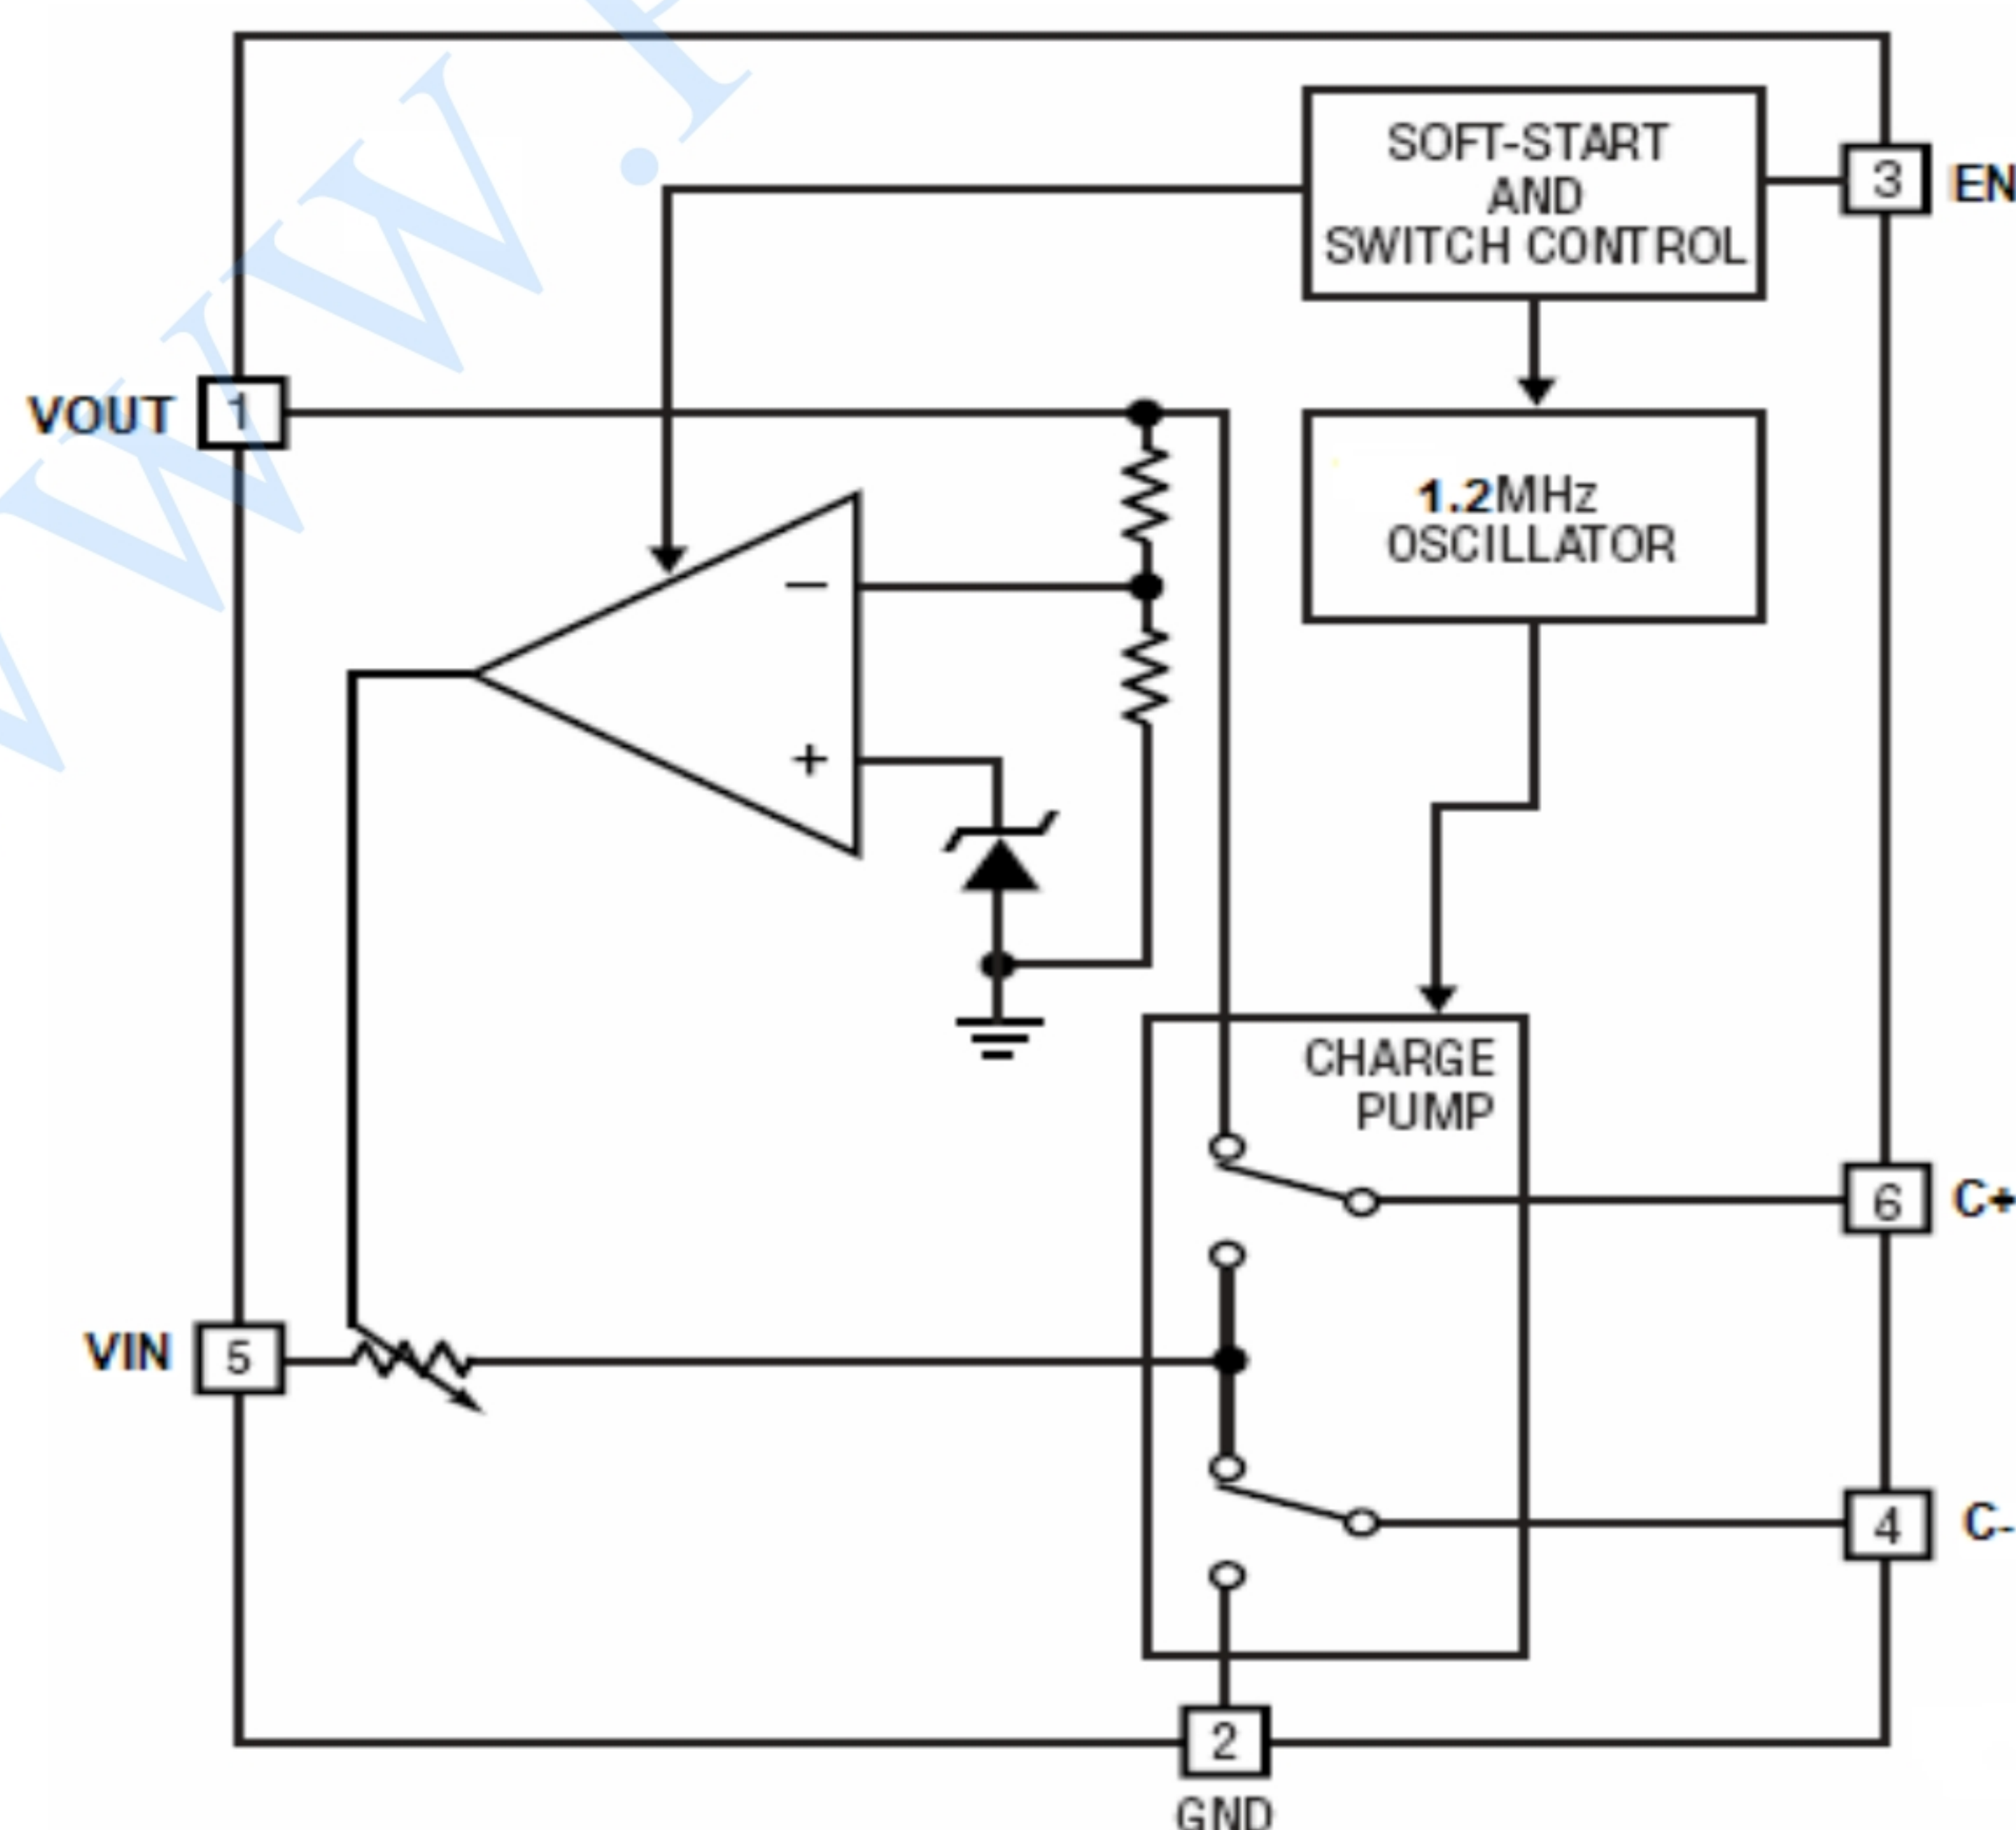 WWW.
SOFT-START
AND
SWITCH CONTROL
3
EN
VOUT
1
1.2MHz
OSCILLATOR
−
+
CHARGE
PUMP
6
C+
VIN
5
4
C-
2
GND